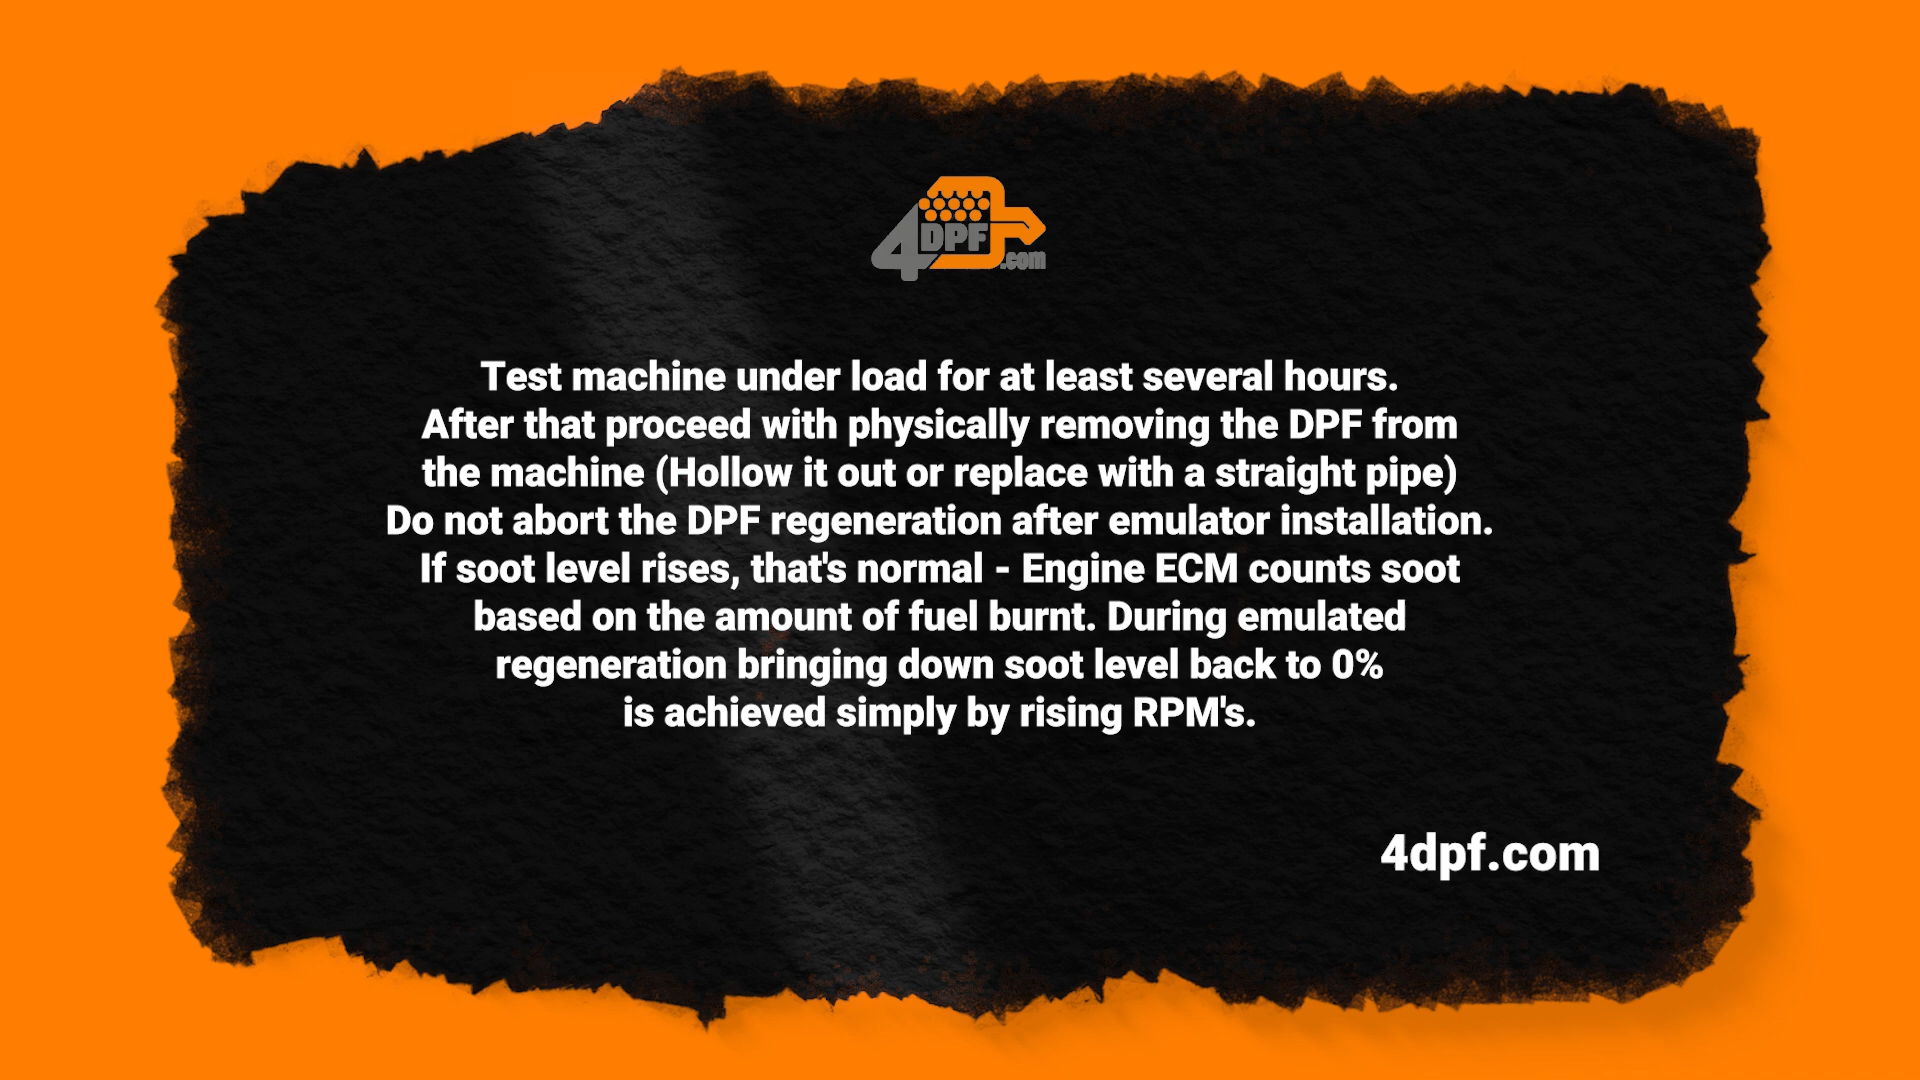 4DPF.com
Test machine under load for at least several hours.
After that proceed with physically removing the DPF from
the machine (Hollow it out or replace with a straight pipe)
Do not abort the DPF regeneration after emulator installation.
If soot level rises, that's normal - Engine ECM counts soot
based on the amount of fuel burnt. During emulated
regeneration bringing down soot level back to 0%
is achieved simply by rising RPM's.
4dpf.com